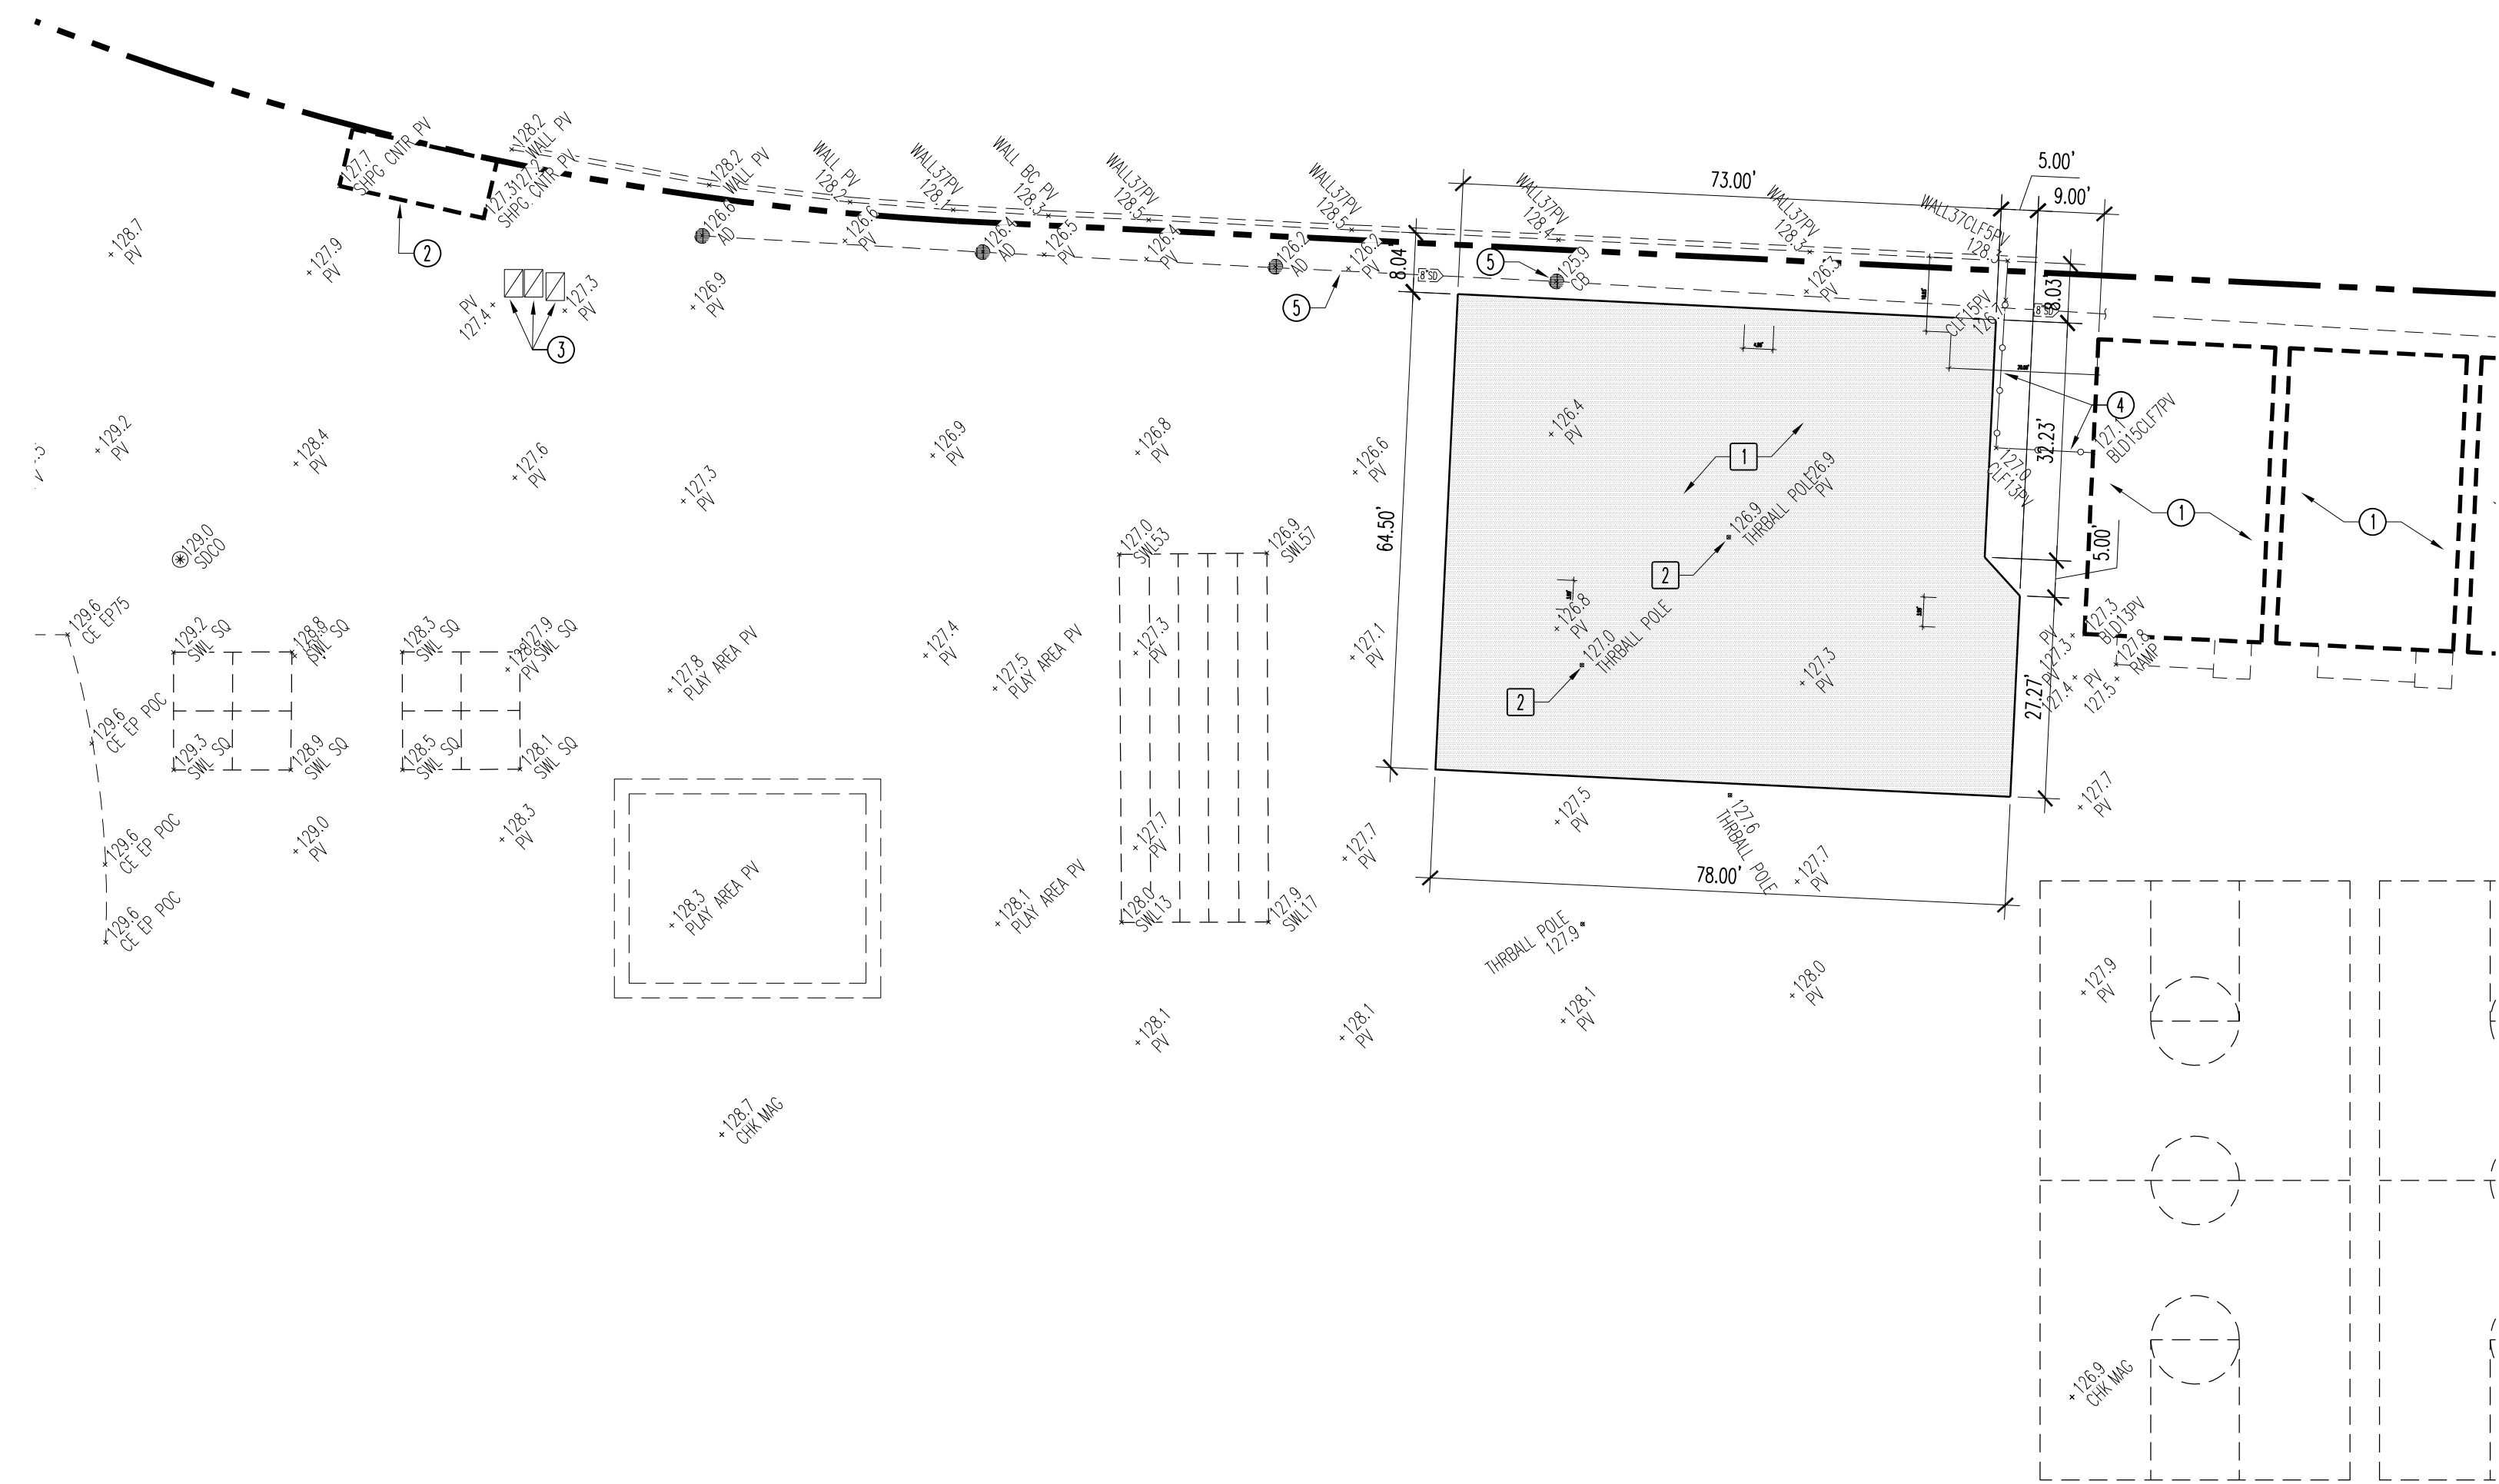 73.00'
5.00'
9.00'
8.04'
8.03'
64.50'
32.23'
5.00'
27.27'
78.00'
128.2
WALL PV
127.7
SHPG CNTR PV
127.3
127.2
SHPG CNTR PV
128.2
WALL PV
WALL PV
128.2
WALL37PV
128.1
WALL BC PV
128.3
WALL37PV
128.5
WALL37PV
128.5
WALL37PV
128.4
WALL37PV
128.3
WALL37CLF5PV
128.3
128.7
PV
127.9
PV
2
126.6
AD
126.6
PV
126.4
AD
126.5
PV
126.4
PV
126.2
AD
126.2
PV
8"SD
5
125.9
CB
126.3
PV
CLF15PV
126.7
8"SD
PV
127.4
127.3
PV
126.9
PV
5
3
4
129.2
PV
128.4
PV
127.6
PV
127.3
PV
126.9
PV
126.8
PV
126.6
PV
126.4
PV
1
127.1
BLD15CLF7PV
127.0
CLF13PV
126.9
PV
126.9
THRBALL POLE
2
1
1
129.0
SDCO
127.0
SWL53
126.9
SWL57
129.6
CE EP75
129.2
SWL SQ
128.8
SWL SQ
PV
128.3
SWL SQ
127.9
SWL SQ
128.1
PV
127.8
PLAY AREA PV
127.4
PV
127.5
PLAY AREA PV
127.3
PV
127.1
PV
126.8
PV
127.0
THRBALL POLE
2
127.3
PV
PV
127.3
127.3
BLD13PV
127.8
RAMP
PV
127.4
PV
127.5
129.6
CE EP POC
129.3
SWL SQ
128.9
SWL SQ
128.5
SWL SQ
128.1
SWL SQ
129.0
PV
128.3
PV
129.6
CE EP POC
129.6
CE EP POC
128.3
PLAY AREA PV
128.1
PLAY AREA PV
127.7
PV
128.0
SWL13
127.9
SWL17
127.7
PV
127.5
PV
127.6
THRBALL POLE
127.7
PV
127.7
PV
THRBALL POLE
127.9
128.1
PV
128.1
PV
128.1
PV
128.0
PV
127.9
PV
128.7
CHK MAG
126.9
CHK MAG